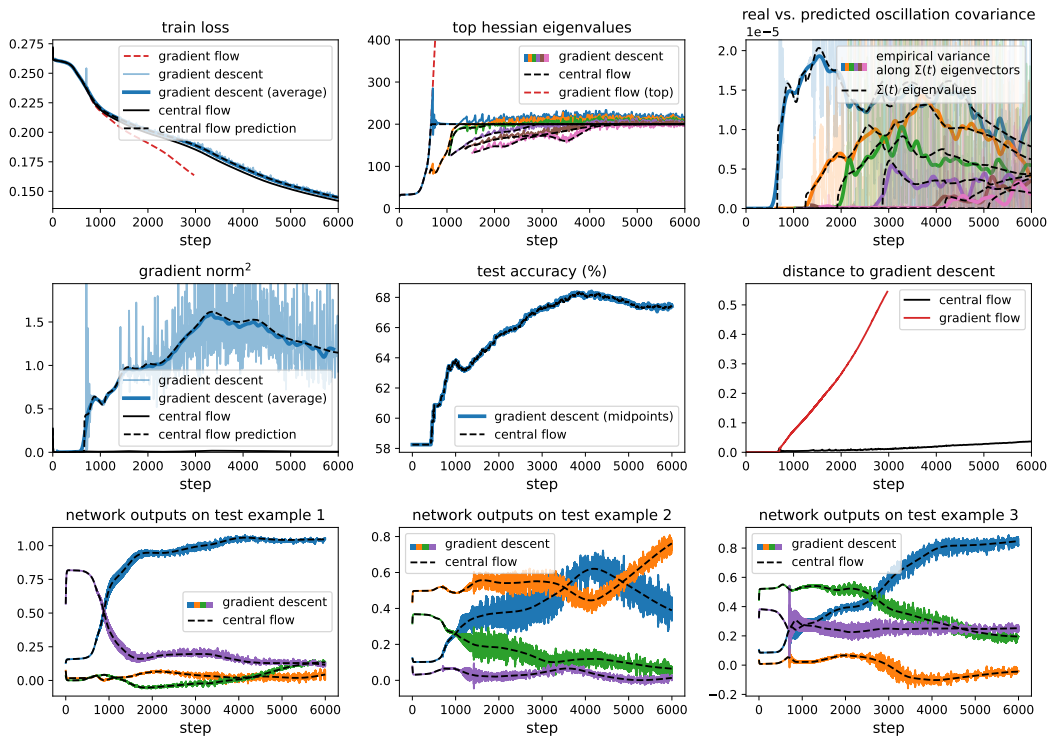 train loss
0.275
0.250
0.225
0.200
0.175
0.150
gradient flow
gradient descent
gradient descent (average)
central flow
central flow prediction
0 1000 2000 3000 4000 5000 6000
step
top hessian eigenvalues
400
300
200
100
0
gradient descent
central flow
gradient flow (top)
0 1000 2000 3000 4000 5000 6000
step
real vs. predicted oscillation covariance
1e−5
2.0
1.5
1.0
0.5
0.0
empirical variance
along Σ(t) eigenvectors
Σ(t) eigenvalues
0 1000 2000 3000 4000 5000 6000
step
gradient norm²
1.5
1.0
0.5
0.0
gradient descent
gradient descent (average)
central flow
central flow prediction
0 1000 2000 3000 4000 5000 6000
step
test accuracy (%)
68
66
64
62
60
58
gradient descent (midpoints)
central flow
0 1000 2000 3000 4000 5000 6000
step
distance to gradient descent
0.5
0.4
0.3
0.2
0.1
0.0
central flow
gradient flow
0 1000 2000 3000 4000 5000 6000
step
network outputs on test example 1
1.00
0.75
0.50
0.25
0.00
gradient descent
central flow
0 1000 2000 3000 4000 5000 6000
step
network outputs on test example 2
0.8
0.6
0.4
0.2
0.0
gradient descent
central flow
0 1000 2000 3000 4000 5000 6000
step
network outputs on test example 3
0.8
0.6
0.4
0.2
0.0
−0.2
gradient descent
central flow
0 1000 2000 3000 4000 5000 6000
step